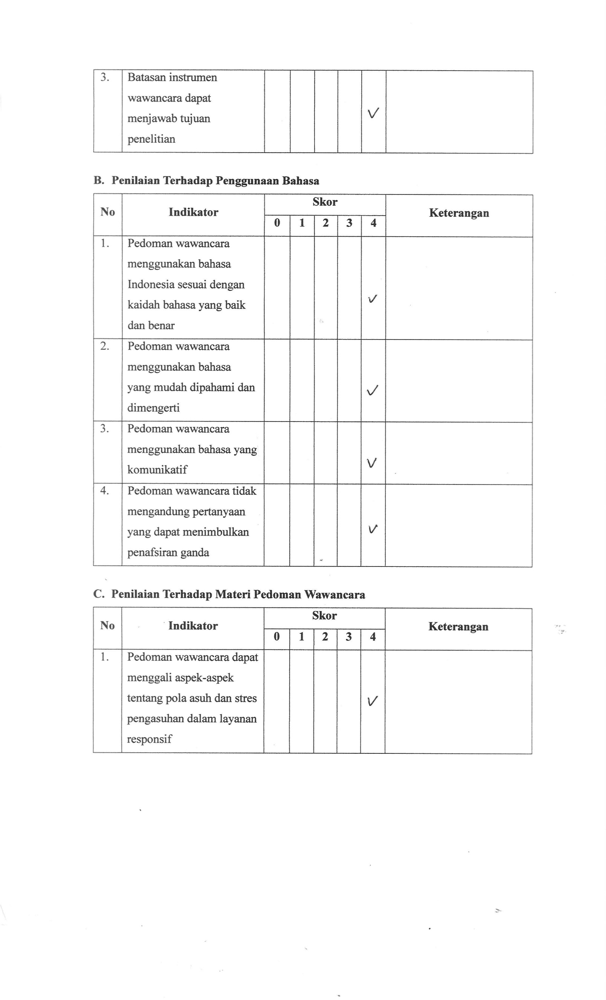 3. Batasan instrumen
wawancara dapat
menjawab tujuan
penelitian
✓
B. Penilaian Terhadap Penggunaan Bahasa
No Indikator Skor Keterangan
0 1 2 3 4
1. Pedoman wawancara
menggunakan bahasa
Indonesia sesuai dengan
kaidah bahasa yang baik
dan benar
✓
2. Pedoman wawancara
menggunakan bahasa
yang mudah dipahami dan
dimengerti
✓
3. Pedoman wawancara
menggunakan bahasa yang
komunikatif
✓
4. Pedoman wawancara tidak
mengandung pertanyaan
yang dapat menimbulkan
penafsiran ganda
✓
C. Penilaian Terhadap Materi Pedoman Wawancara
No Indikator Skor Keterangan
0 1 2 3 4
1. Pedoman wawancara dapat
menggali aspek-aspek
tentang pola asuh dan stres
pengasuhan dalam layanan
responsif
✓